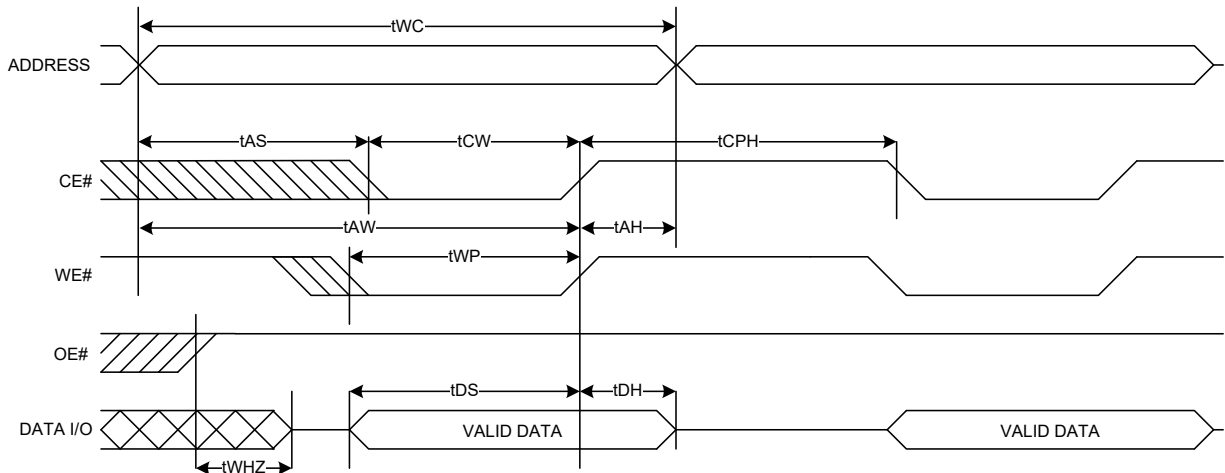 tWC
ADDRESS
tAS
tCW
tCPH
CE#
tAW
tAH
WE#
tWP
OE#
tDS
tDH
DATA I/O
VALID DATA
VALID DATA
tWHZ